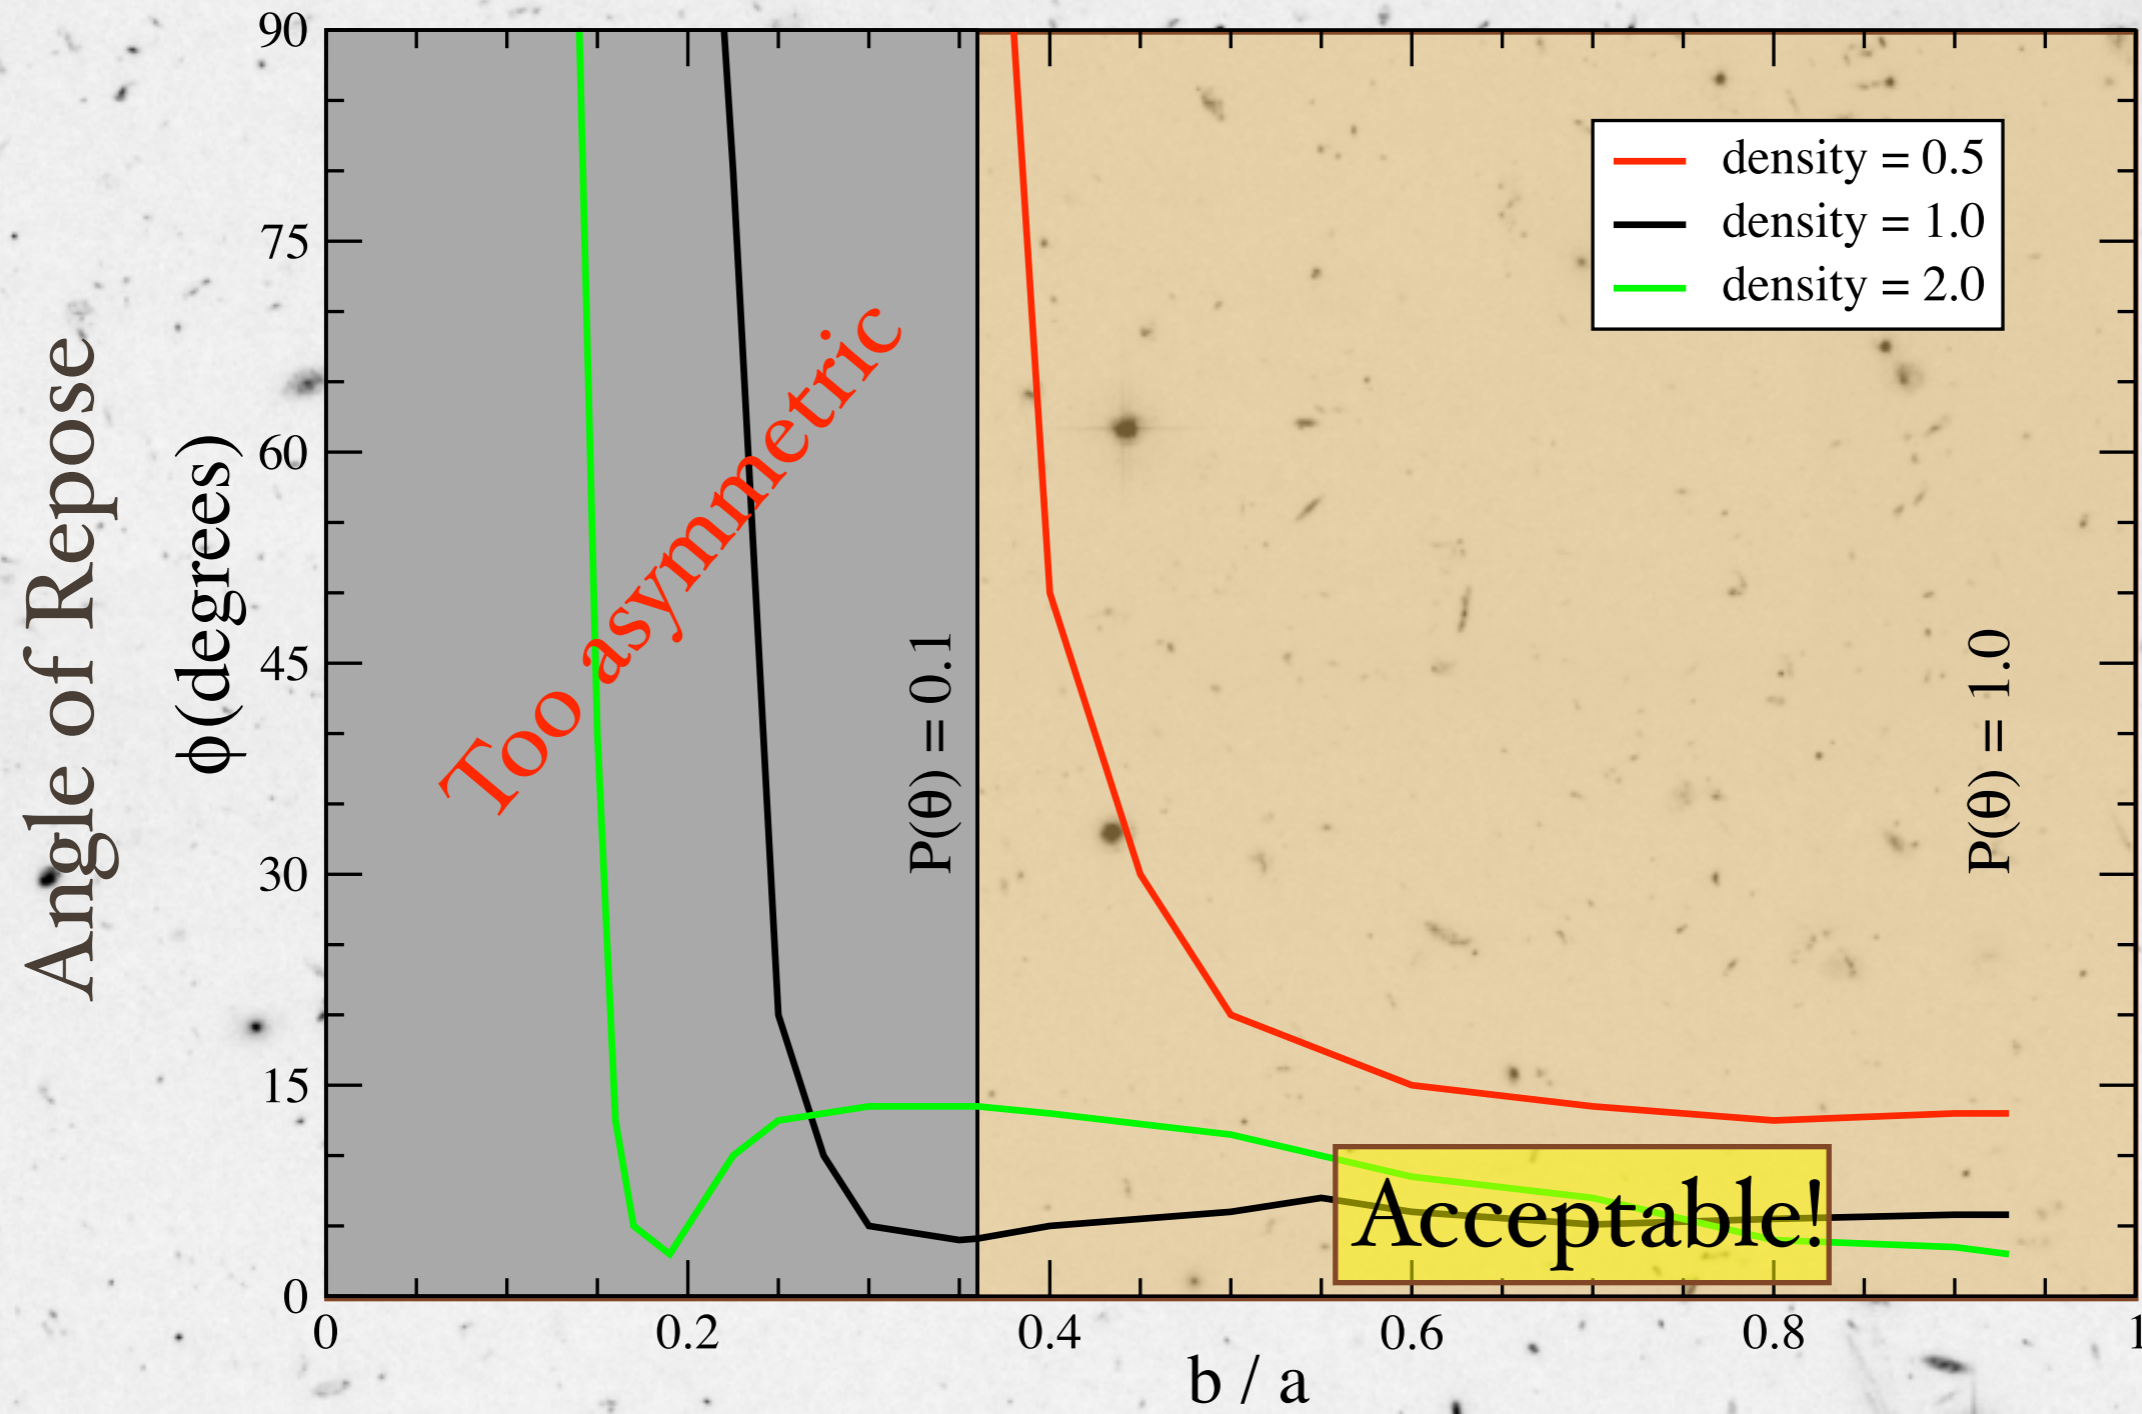 Angle of Repose
ϕ(degrees)
90
75
60
45
30
15
0
Too asymmetric
P(θ) = 0.1
density = 0.5
density = 1.0
density = 2.0
P(θ) = 1.0
Acceptable!
0
0.2
0.4
0.6
0.8
1
b / a